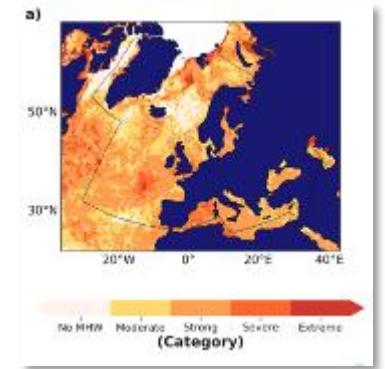 a)
50°N
30°N
20°W 0° 20°E 40°E
No MHW Moderate Strong Severe Extreme
(Category)